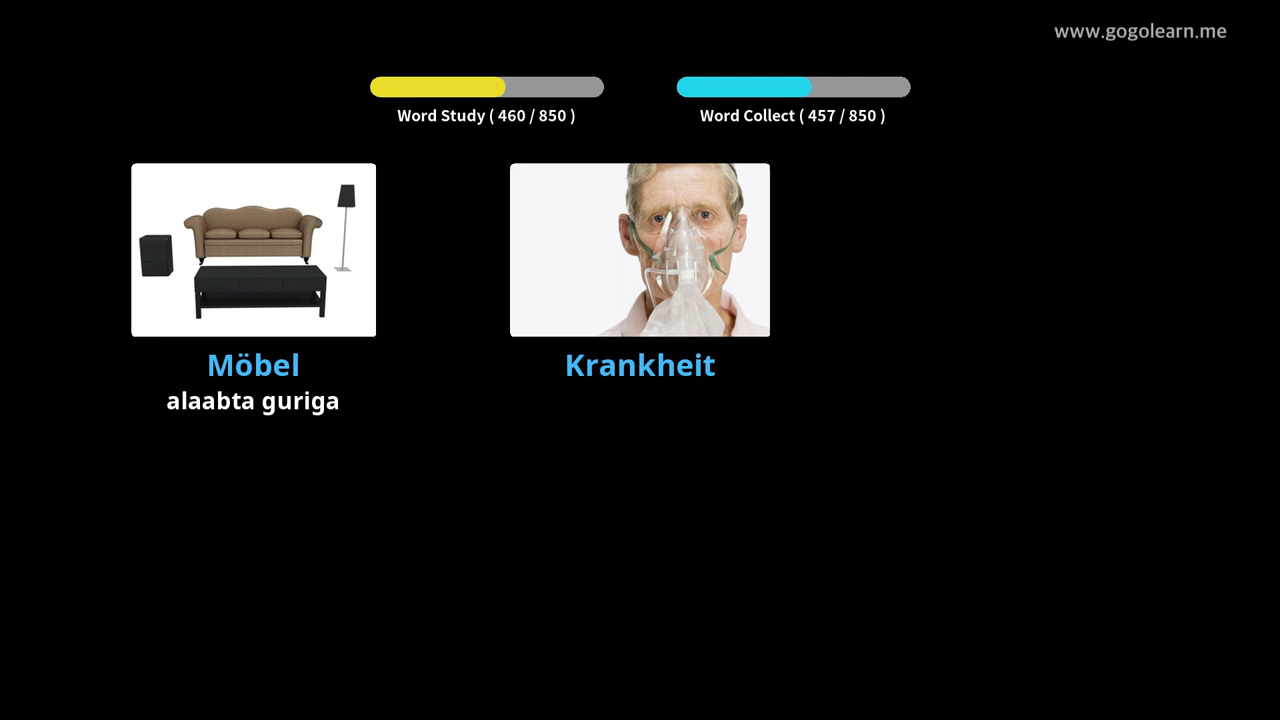 www.gogolearn.me
Word Study ( 460 / 850 )
Word Collect ( 457 / 850 )
Möbel
alaabta guriga
Krankheit